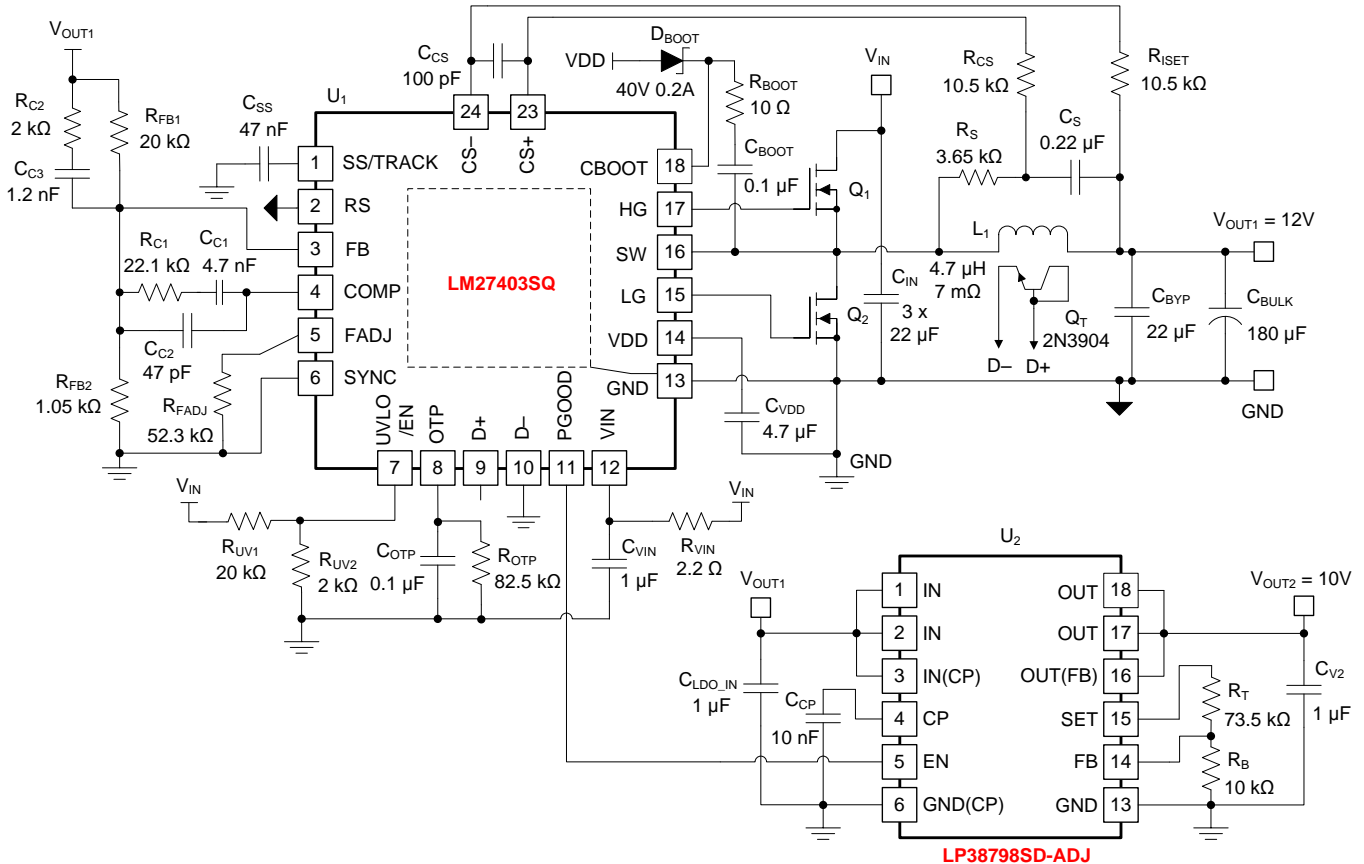 VOUT1
RC2
2 kΩ
CC3
1.2 nF
RFB1
20 kΩ
CSS
47 nF
U1
CCS
100 pF
24
CS–
23
CS+
VDD
DBOOT
40V 0.2A
RBOOT
10 Ω
CBOOT
0.1 µF
VIN
RCS
10.5 kΩ
RISET
10.5 kΩ
RS
3.65 kΩ
CS
0.22 µF
1
SS/TRACK
2
RS
3
FB
4
COMP
5
FADJ
6
SYNC
LM27403SQ
CBOOT
18
HG
17
SW
16
LG
15
VDD
14
GND
13
Q1
Q2
CIN
3 x
22 µF
L1
4.7 µH
7 mΩ
QT
2N3904
D–
D+
VOUT1 = 12V
CBYP
22 µF
CBULK
180 µF
GND
RC1
22.1 kΩ
CC1
4.7 nF
CC2
47 pF
RFB2
1.05 kΩ
RFADJ
52.3 kΩ
CVDD
4.7 µF
GND
UVLO
/EN
OTP
D+
D–
PGOOD
VIN
7
8
9
10
11
12
VIN
RUV1
20 kΩ
RUV2
2 kΩ
COTP
0.1 µF
ROTP
82.5 kΩ
CVIN
1 µF
RVIN
2.2 Ω
VIN
U2
VOUT1
CLDO_IN
1 µF
CCP
10 nF
1
IN
2
IN
3
IN(CP)
4
CP
5
EN
6
GND(CP)
OUT
18
OUT
17
OUT(FB)
16
SET
15
FB
14
GND
13
VOUT2 = 10V
RT
73.5 kΩ
RB
10 kΩ
CV2
1 µF
LP38798SD-ADJ